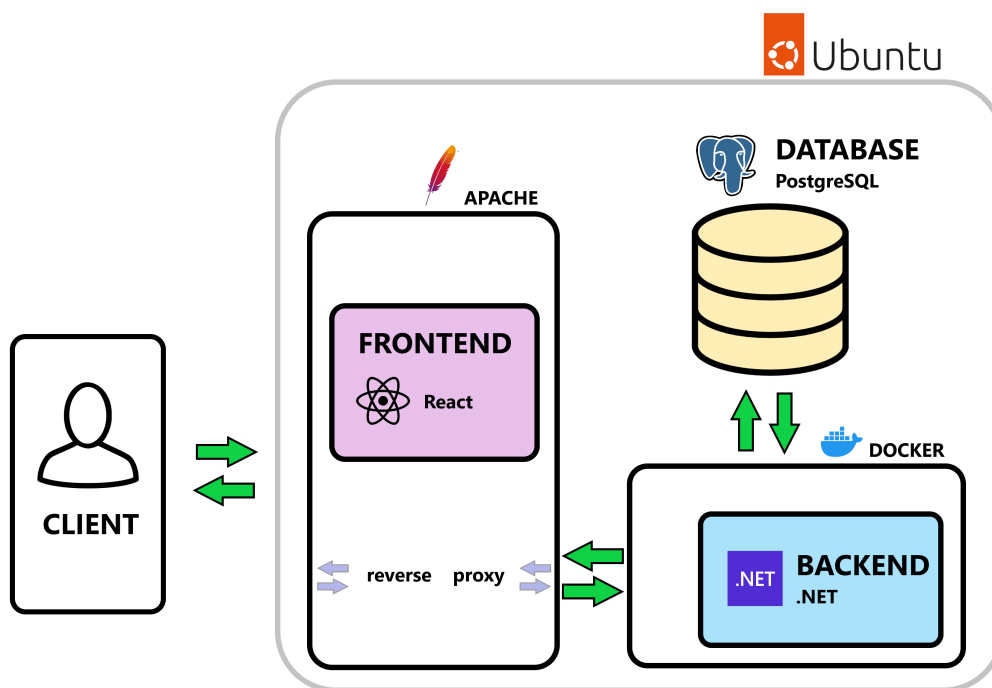 Ubuntu
DATABASE
PostgreSQL
APACHE
FRONTEND
React
CLIENT
DOCKER
reverse proxy
.NET
BACKEND
.NET